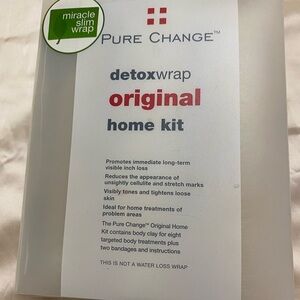 miracle
slim
wrap
PURE CHANGE™
detoxwrap
original
home kit
Promotes immediate long-term
visible inch loss
Reduces the appearance of
unsightly cellulite and stretch marks
Visibly tones and tightens loose
skin
Ideal for home treatments of
problem areas
The Pure Change™ Original Home
Kit contains body clay for eight
targeted body treatments plus
two bandages and instructions
THIS IS NOT A WATER LOSS WRAP